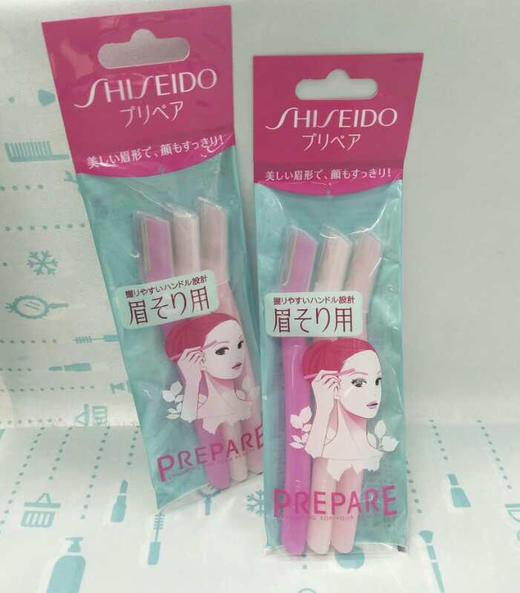 SHISEIDO
プリペア
美しい眉形で、顔もすっきり!
握りやすいハンドル設計
眉そり用
PREPARE
SHISEIDO
プリペア
美しい眉形で、顔もすっきり!
握りやすいハンドル設計
眉そり用
PREPARE